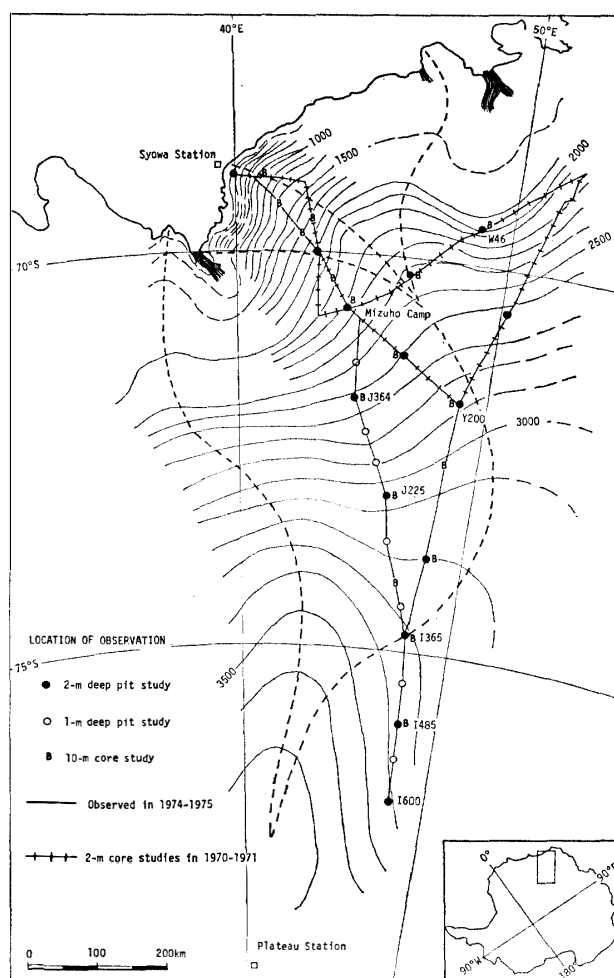 40°E
50°E
1000
Syowa Station
B
1500
2000
B
B
B
W46
2500
70°S
B
B
Mizuho Camp
B
B J364
B
Y200
3000
B
B J225
B
B
B I365
LOCATION OF OBSERVATION
75°S
3500
2-m deep pit study
1-m deep pit study
B I485
B 10-m core study
I600
Observed in 1974-1975
2-m core studies in 1970-1971
0°
90°E
0 100 200km
Plateau Station
90°W
180°